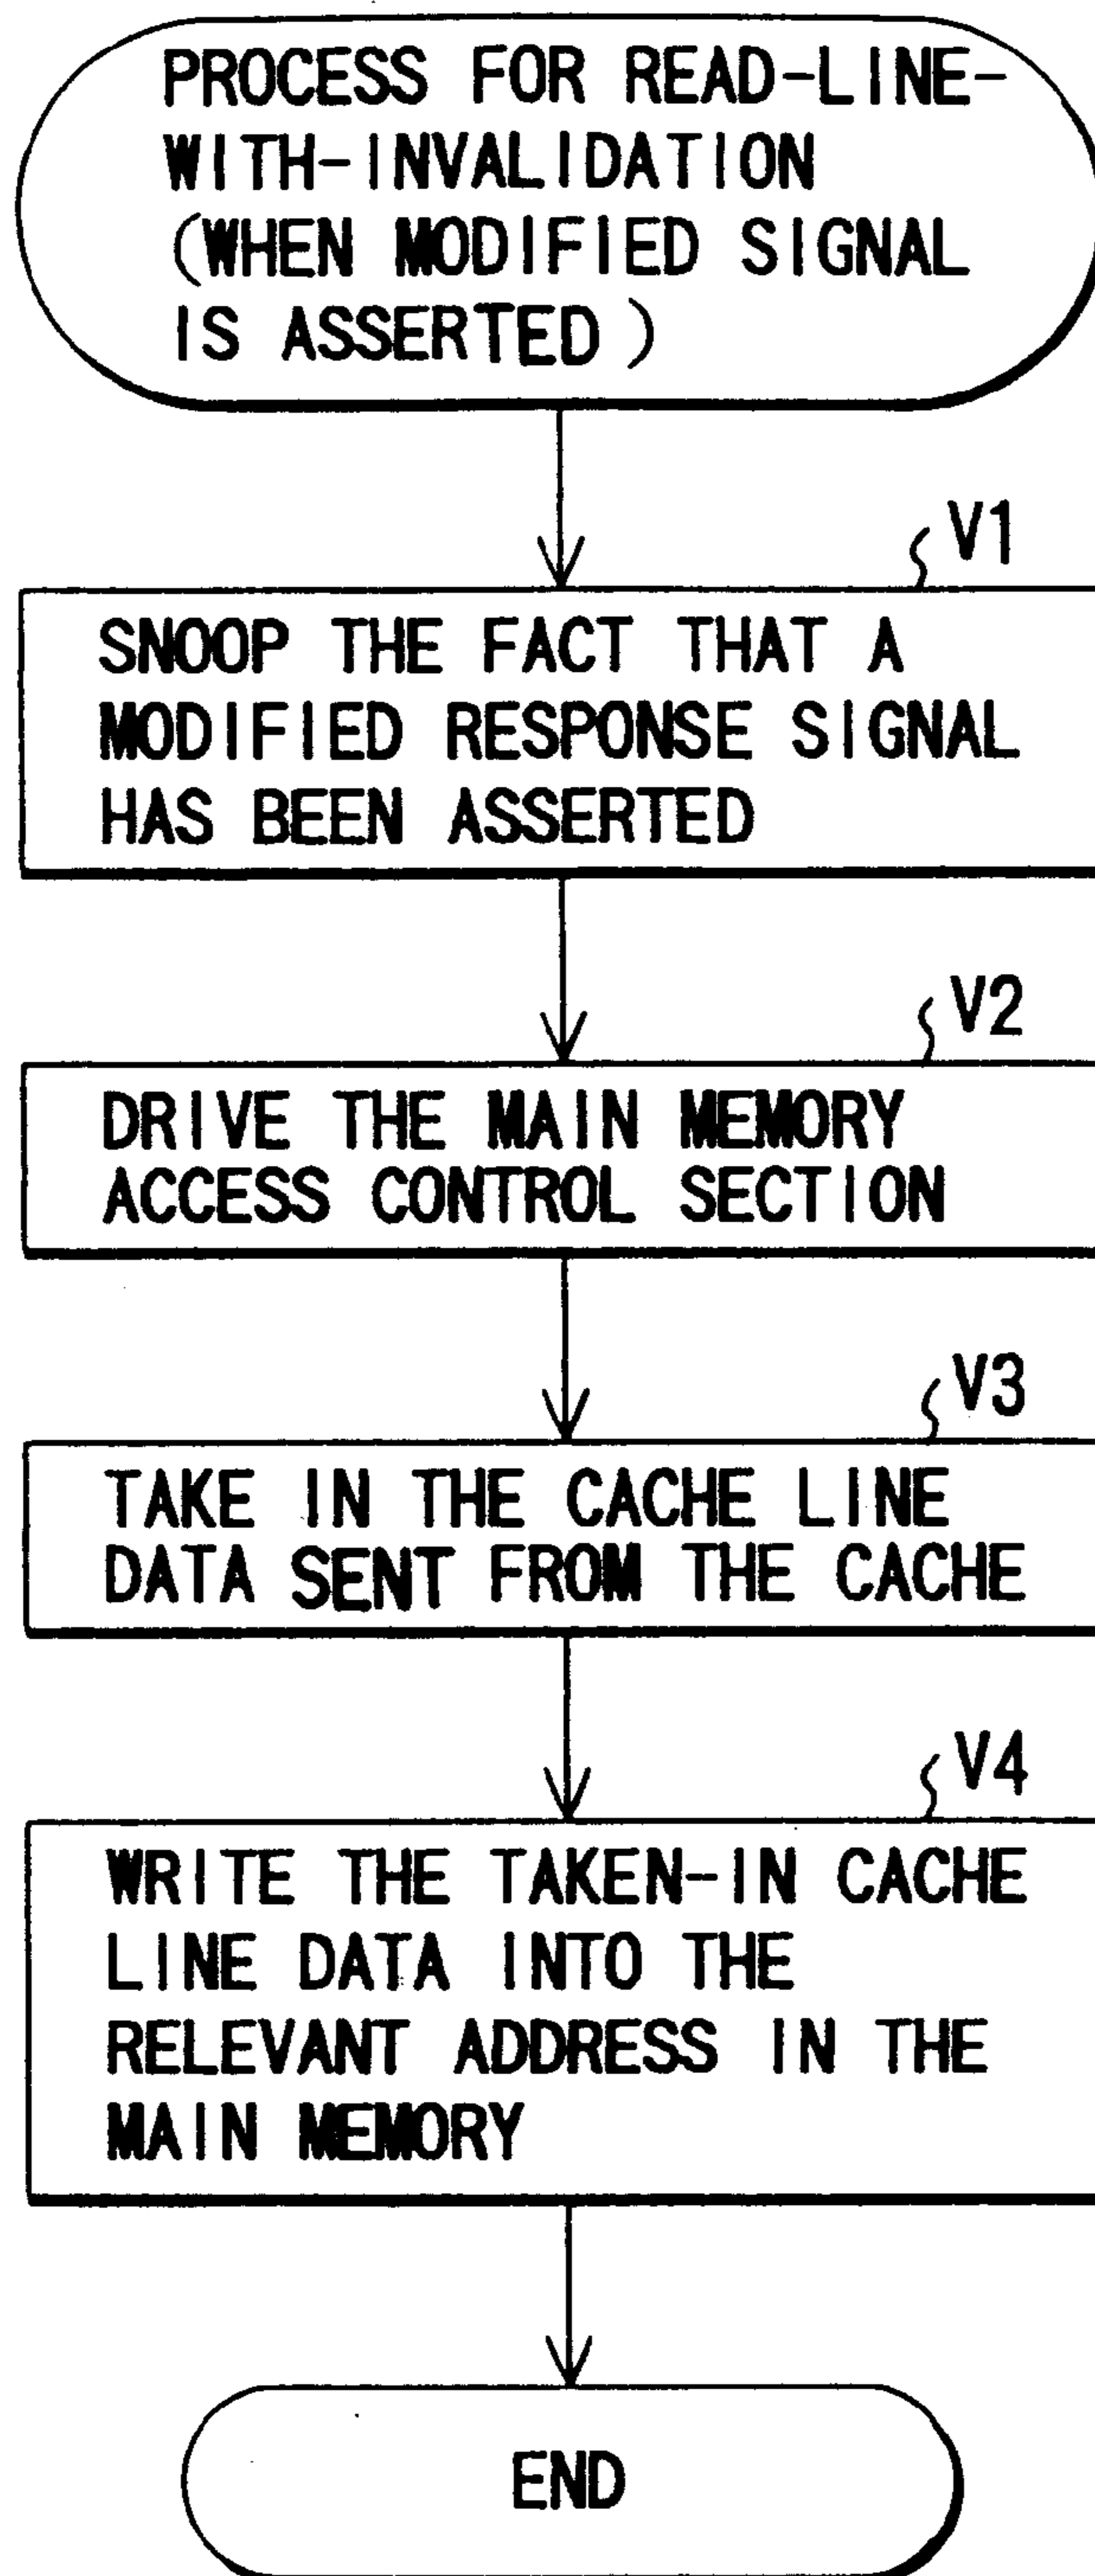 PROCESS FOR READ-LINE-
WITH-INVALIDATION
(WHEN MODIFIED SIGNAL
IS ASSERTED)
V1
SNOOP THE FACT THAT A
MODIFIED RESPONSE SIGNAL
HAS BEEN ASSERTED
V2
DRIVE THE MAIN MEMORY
ACCESS CONTROL SECTION
V3
TAKE IN THE CACHE LINE
DATA SENT FROM THE CACHE
V4
WRITE THE TAKEN-IN CACHE
LINE DATA INTO THE
RELEVANT ADDRESS IN THE
MAIN MEMORY
END